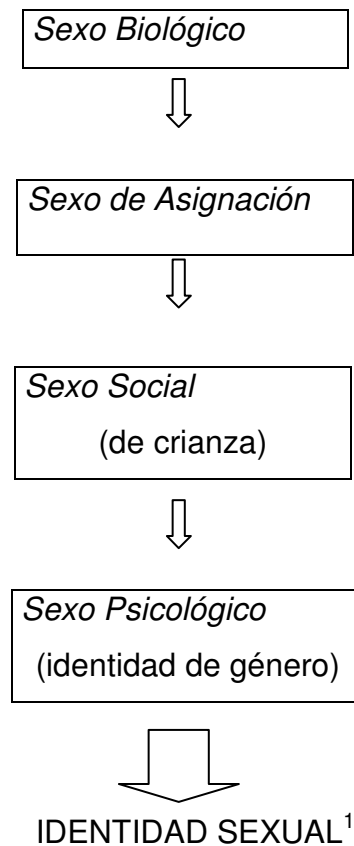 Sexo Biológico
Sexo de Asignación
Sexo Social
(de crianza)
Sexo Psicológico
(identidad de género)
IDENTIDAD SEXUAL¹